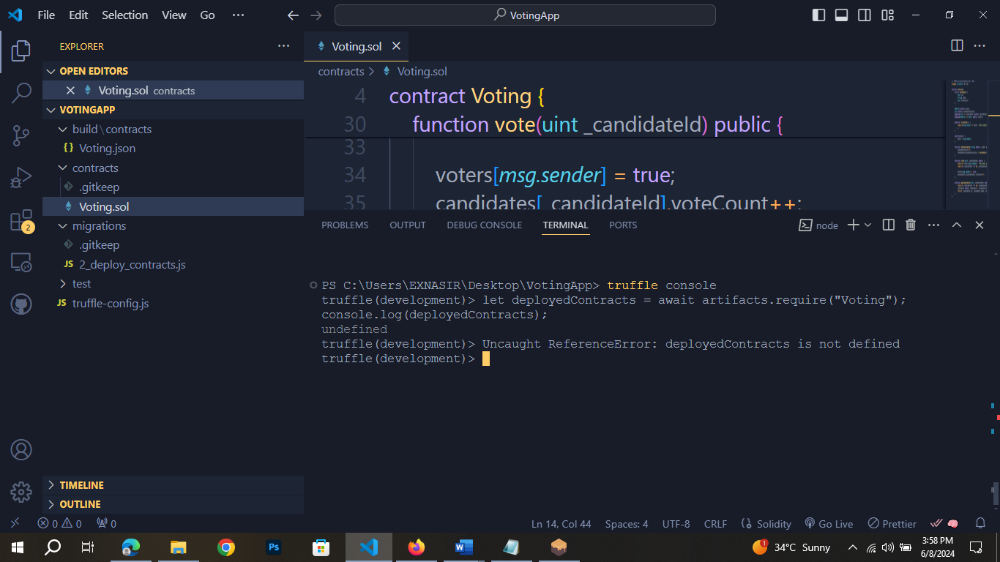 File Edit Selection View Go ··· VotingApp
EXPLORER ···
OPEN EDITORS
Voting.sol contracts
VOTINGAPP
build\contracts
{} Voting.json
contracts
.gitkeep
Voting.sol
migrations
.gitkeep
JS 2_deploy_contracts.js
test
JS truffle-config.js
TIMELINE
OUTLINE
2
Voting.sol
contracts > Voting.sol
4 contract Voting {
30 function vote(uint _candidateId) public {
33
34 voters[msg.sender] = true;
35 candidates[_candidateId].voteCount++;
PROBLEMS OUTPUT DEBUG CONSOLE TERMINAL PORTS node
PS C:\Users\EXNASIR\Desktop\VotingApp> truffle console
truffle(development)> let deployedContracts = await artifacts.require("Voting");
console.log(deployedContracts);
undefined
truffle(development)> Uncaught ReferenceError: deployedContracts is not defined
truffle(development)>
0 0 0 Ln 14, Col 44 Spaces: 4 UTF-8 CRLF {} Solidity Go Live Prettier
Ps W 1 34°C Sunny 3:58 PM
6/8/2024